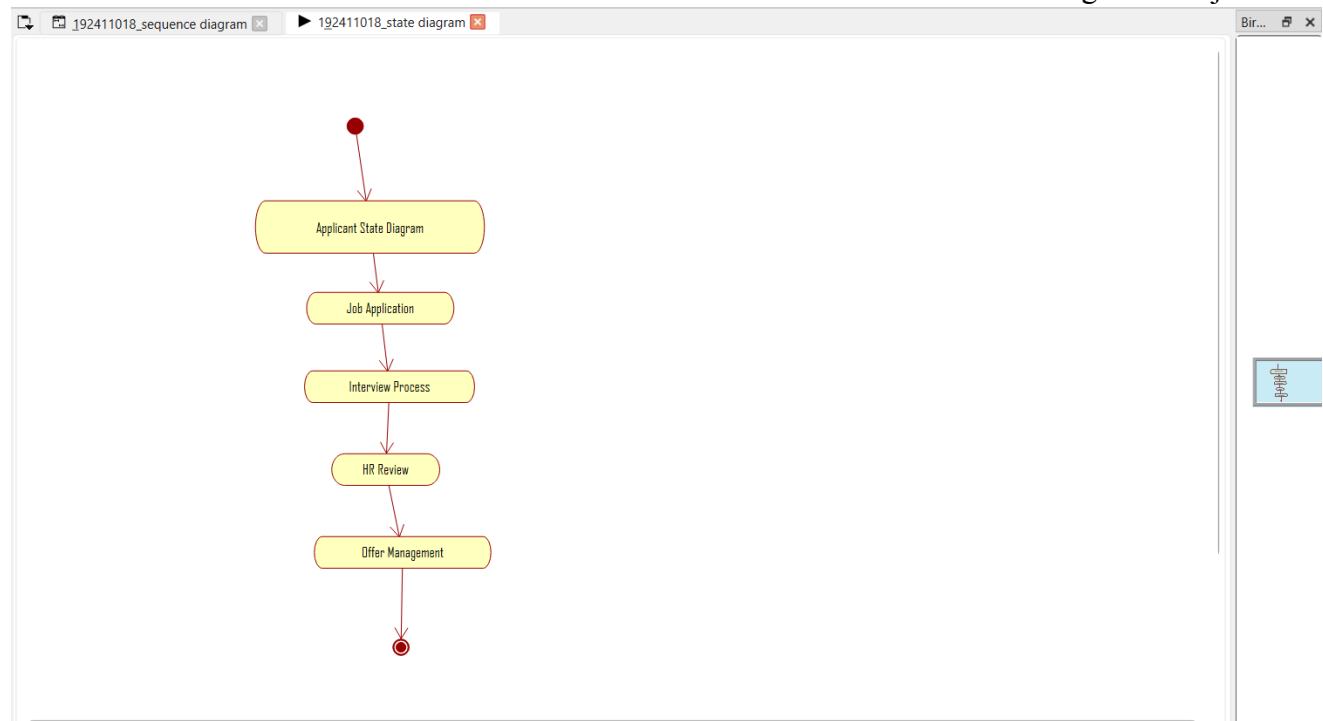 192411018_sequence diagram
192411018_state diagram
Bir...
Applicant State Diagram
Job Application
Interview Process
HR Review
Offer Management